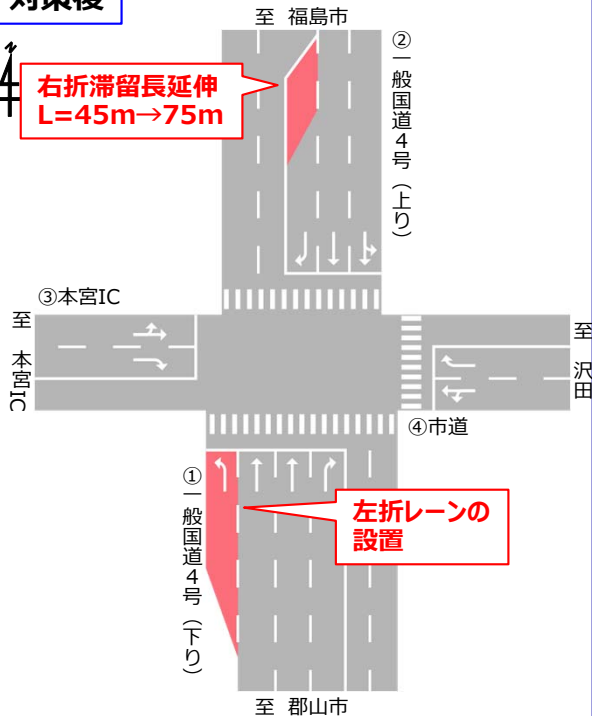 対策後
至 福島市
②一般国道4号（上り）
右折滞留長延伸
L=45m→75m
③本宮IC
至 本宮IC
至 沢田
④市道
①一般国道4号（下り）
左折レーンの
設置
至 郡山市